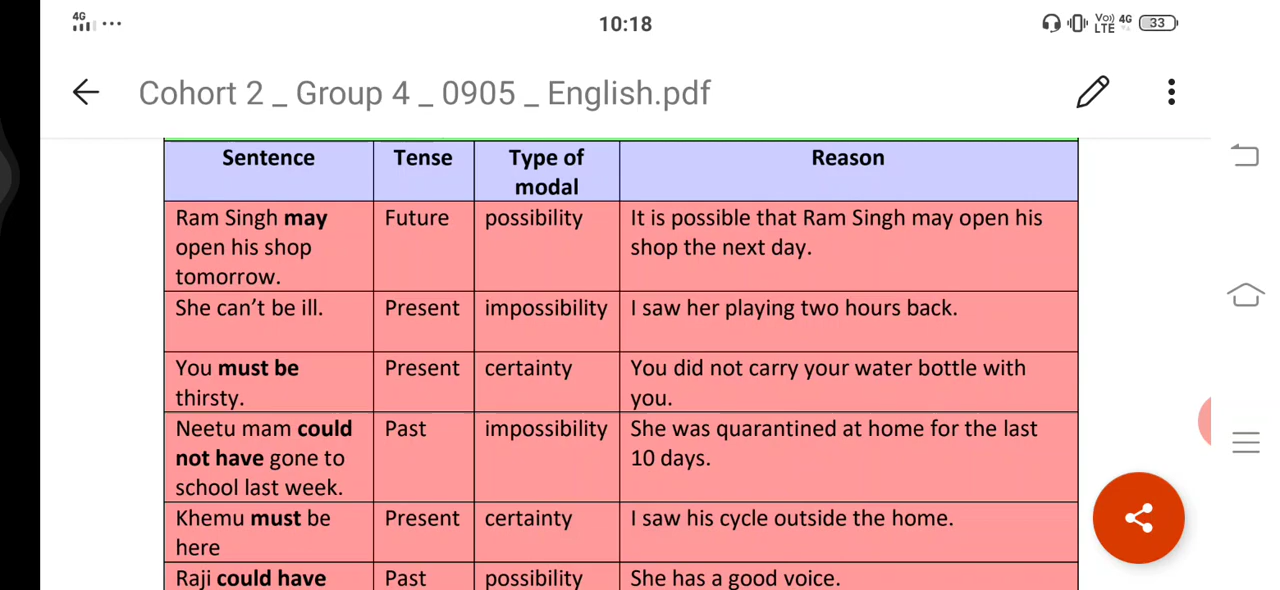 4G ... 10:18 Vo) LTE 4G 33
Cohort 2 _ Group 4 _ 0905 _ English.pdf
Sentence Tense Type of modal Reason
Ram Singh may open his shop tomorrow. Future possibility It is possible that Ram Singh may open his shop the next day.
She can't be ill. Present impossibility I saw her playing two hours back.
You must be thirsty. Present certainty You did not carry your water bottle with you.
Neetu mam could not have gone to school last week. Past impossibility She was quarantined at home for the last 10 days.
Khemu must be here Present certainty I saw his cycle outside the home.
Raji could have Past possibility She has a good voice.